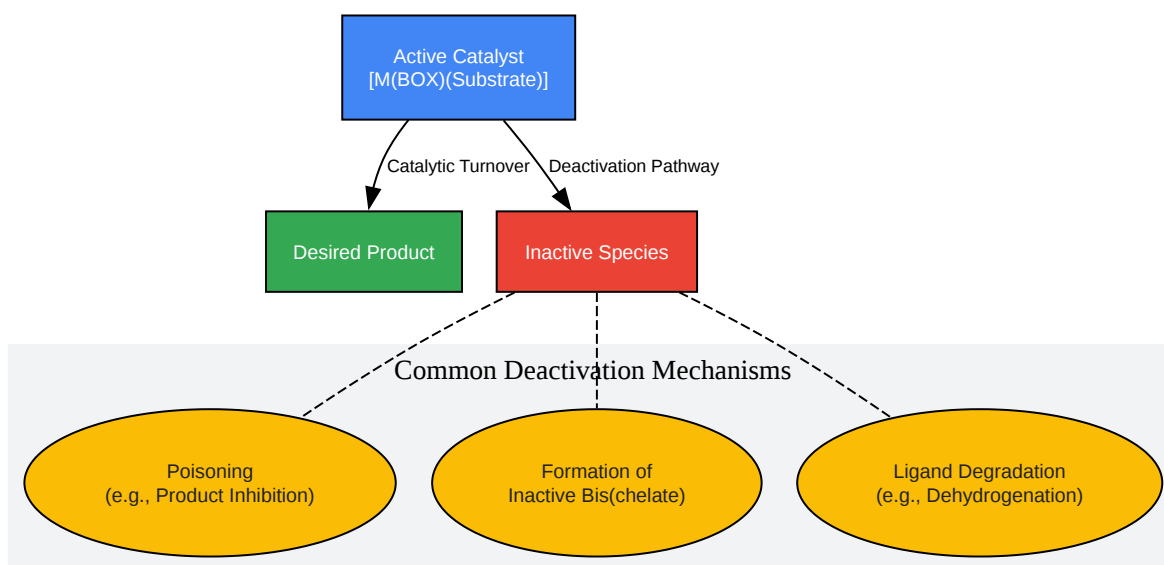 Active Catalyst
[M(BOX)(Substrate)]
Catalytic Turnover
Deactivation Pathway
Desired Product
Inactive Species
Common Deactivation Mechanisms
Poisoning
(e.g., Product Inhibition)
Formation of
Inactive Bis(chelate)
Ligand Degradation
(e.g., Dehydrogenation)